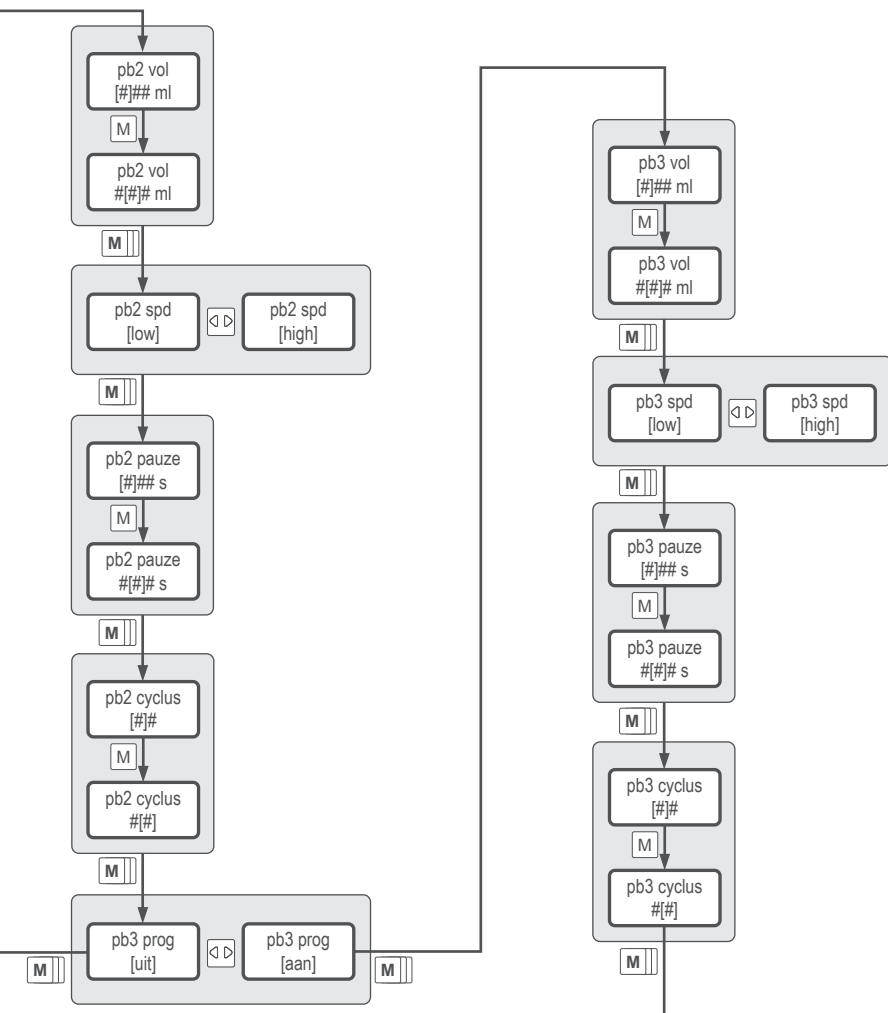 pb2 vol
[#]## ml
M
pb2 vol
#[#]# ml
M
pb2 spd
[low]
pb2 spd
[high]
M
pb2 pauze
[#]## s
M
pb2 pauze
#[#]# s
M
pb2 cyclus
[#]#
M
pb2 cyclus
#[#]
M
pb3 prog
[uit]
pb3 prog
[aan]
M
M
pb3 vol
[#]## ml
M
pb3 vol
#[#]# ml
M
pb3 spd
[low]
pb3 spd
[high]
M
pb3 pauze
[#]## s
M
pb3 pauze
#[#]# s
M
pb3 cyclus
[#]#
M
pb3 cyclus
#[#]
M